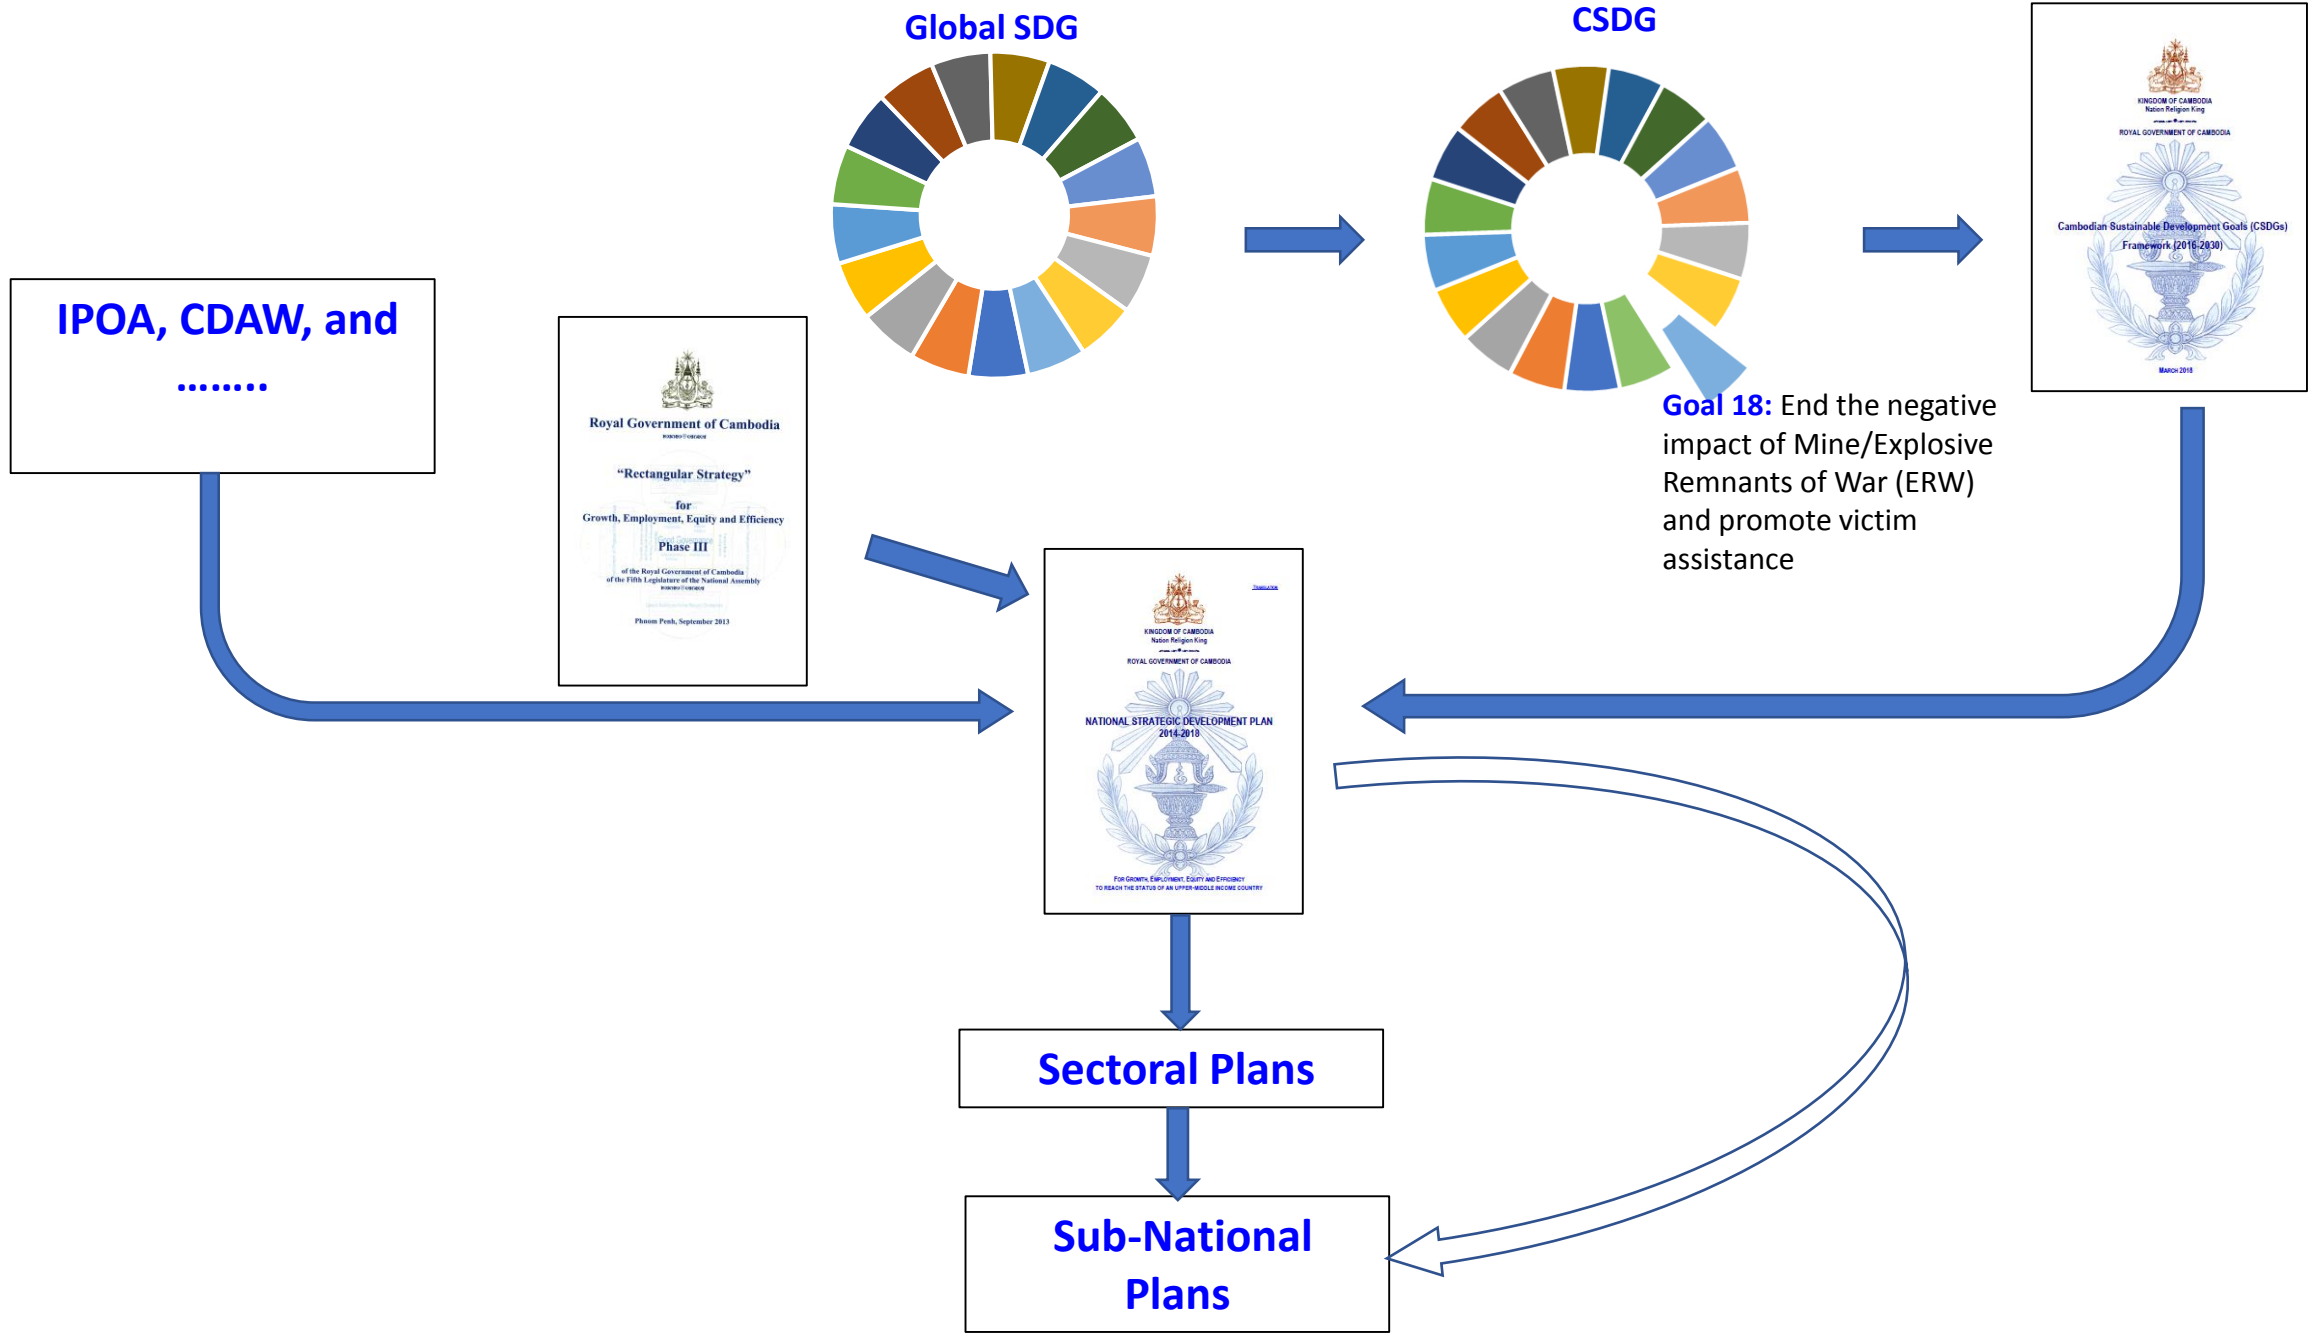 Global SDG
CSDG
KINGDOM OF CAMBODIA
Nation Religion King
ROYAL GOVERNMENT OF CAMBODIA
Cambodian Sustainable Development Goals (CSDGs)
Framework (2016-2030)
MARCH 2018
IPOA, CDAW, and
........
Royal Government of Cambodia
“Rectangular Strategy”
for
Growth, Employment, Equity and Efficiency
Phase III
of the Royal Government of Cambodia
of the Fifth Legislature of the National Assembly
Phnom Penh, September 2013
Goal 18: End the negative
impact of Mine/Explosive
Remnants of War (ERW)
and promote victim
assistance
TRANSLATION
KINGDOM OF CAMBODIA
Nation Religion King
ROYAL GOVERNMENT OF CAMBODIA
NATIONAL STRATEGIC DEVELOPMENT PLAN
2014-2018
FOR GROWTH, EMPLOYMENT, EQUITY AND EFFICIENCY
TO REACH THE STATUS OF AN UPPER-MIDDLE INCOME COUNTRY
Sectoral Plans
Sub-National
Plans